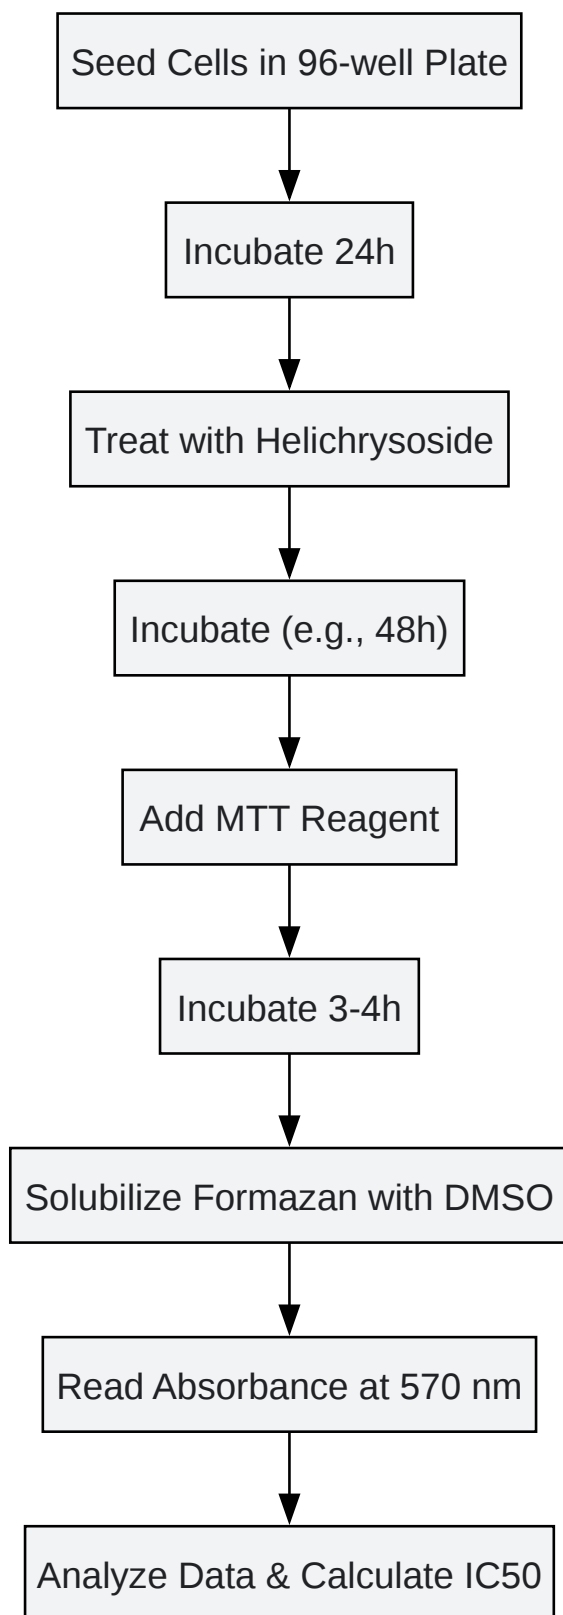 Seed Cells in 96-well Plate
Incubate 24h
Treat with Helichrysoside
Incubate (e.g., 48h)
Add MTT Reagent
Incubate 3-4h
Solubilize Formazan with DMSO
Read Absorbance at 570 nm
Analyze Data & Calculate IC50